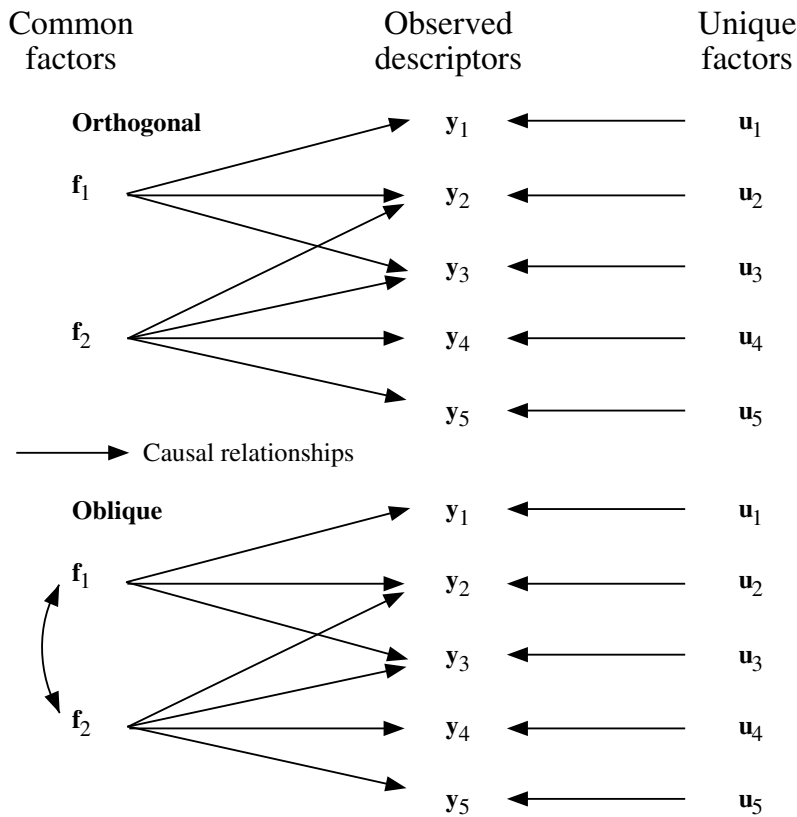 Common factors
Observed descriptors
Unique factors
Orthogonal
y1
u1
f1
y2
u2
y3
u3
f2
y4
u4
y5
u5
Causal relationships
Oblique
y1
u1
f1
y2
u2
y3
u3
f2
y4
u4
y5
u5